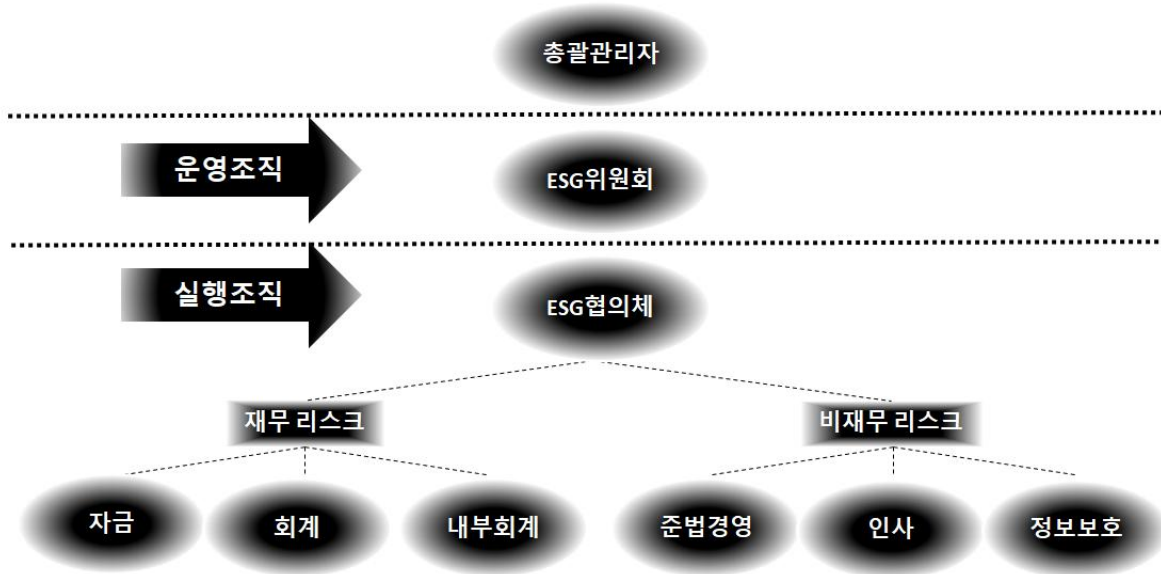 총괄관리자
운영조직
ESG위원회
실행조직
ESG협의체
재무 리스크
비재무 리스크
자금
회계
내부회계
준법경영
인사
정보보호